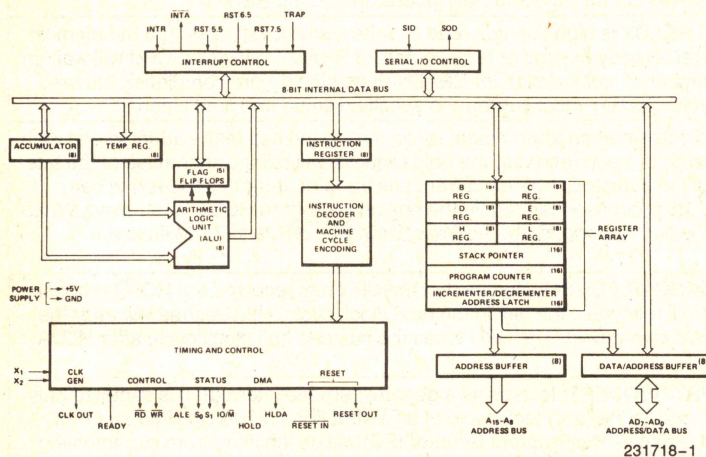 INTA
RST 6.5
TRAP
INTR
RST 5.5
RST 7.5
SID
SOD
INTERRUPT CONTROL
SERIAL I/O CONTROL
8-BIT INTERNAL DATA BUS
ACCUMULATOR (8)
TEMP REG. (8)
FLAG (5)
FLIP FLOPS
INSTRUCTION
REGISTER (8)
ARITHMETIC
LOGIC
UNIT
(ALU)
(8)
INSTRUCTION
DECODER
AND
MACHINE
CYCLE
ENCODING
B (8)
REG.
C (8)
REG.
D (8)
REG.
E (8)
REG.
H (8)
REG.
L (8)
REG.
STACK POINTER (16)
PROGRAM COUNTER (16)
INCREMENTER/DECREMENTER
ADDRESS LATCH (16)
REGISTER
ARRAY
POWER
SUPPLY
+5V
GND
TIMING AND CONTROL
X1
X2
CLK
GEN
CONTROL
STATUS
DMA
RESET
CLK OUT
READY
RD WR
ALE S0 S1 IO/M
HOLD
HLDA
RESET IN
RESET OUT
ADDRESS BUFFER (8)
DATA/ADDRESS BUFFER (8)
A15-A8
ADDRESS BUS
AD7-AD0
ADDRESS/DATA BUS
231718-1